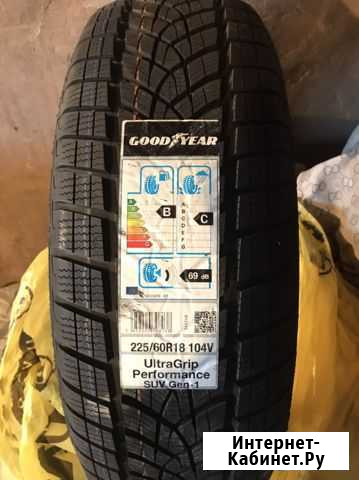 GOODYEAR
A
B
C
D
E
F
G
B
C
69 dB
225/60R18 104V
UltraGrip
Performance
SUV Gen-1
Интернет-
Кабинет.Ру